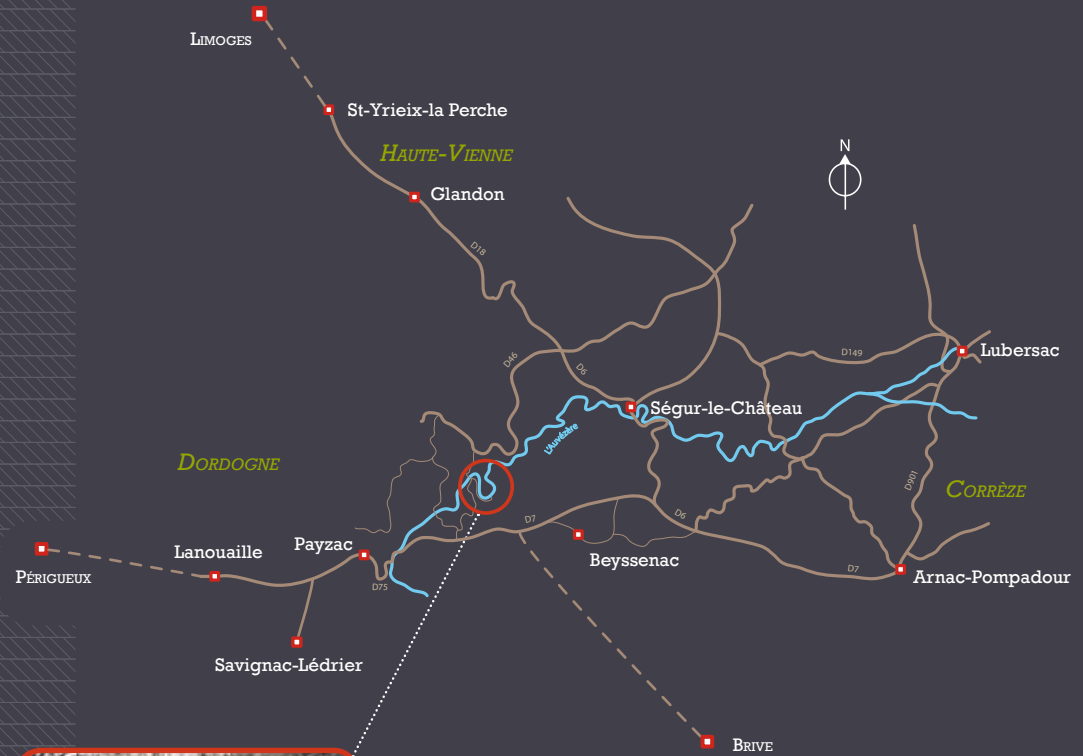 LIMOGES
St-Yrieix-la Perche
HAUTE-VIENNE
N
Glandon
D18
D149
Lubersac
D46
D6
Ségur-le-Château
L'Auvézère
DORDOGNE
D901
CORRÈZE
D7
D6
Lanouaille
Payzac
Beyssenac
PÉRIGUEUX
D75
D7
Arnac-Pompadour
Savignac-Lédrier
BRIVE